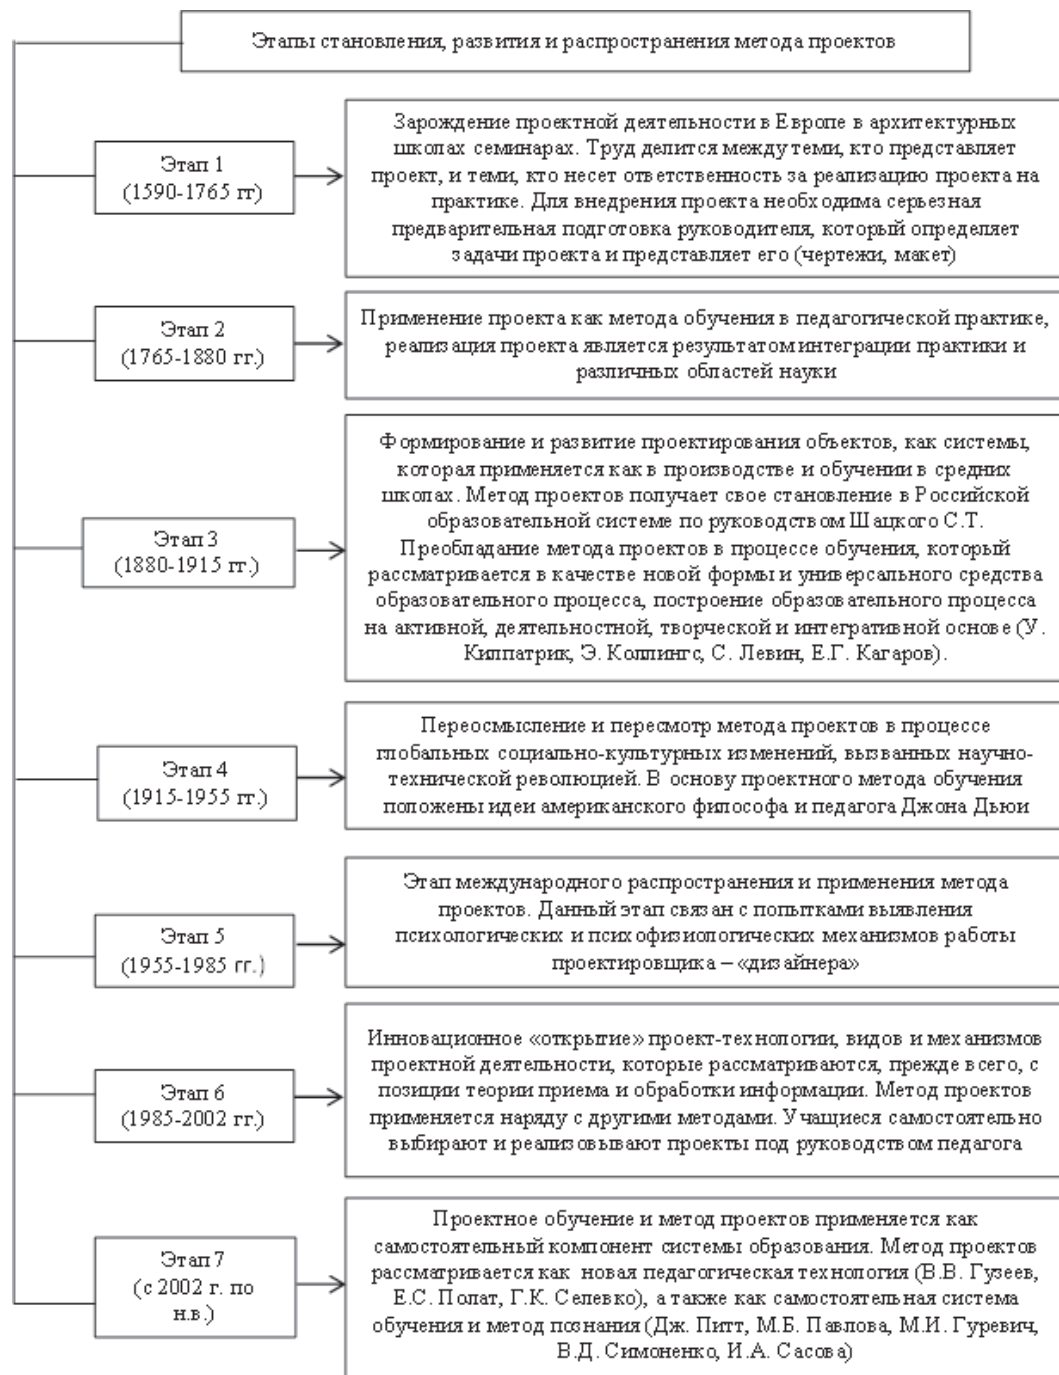 Этапы становления, развития и распространения метода проектов
Этап 1
(1590-1765 гг)
Зарождение проектной деятельности в Европе в архитектурных
школах семинарах. Труд делится между теми, кто представляет
проект, и теми, кто несет ответственность за реализацию проекта на
практике. Для внедрения проекта необходима серьезная
предварительная подготовка руководителя, который определяет
задачи проекта и представляет его (чертежи, макет)
Этап 2
(1765-1880 гг.)
Применение проекта как метода обучения в педагогической практике,
реализация проекта является результатом интеграции практики и
различных областей науки
Этап 3
(1880-1915 гг.)
Формирование и развитие проектирования объектов, как системы,
которая применяется как в производстве и обучении в средних
школах. Метод проектов получает свое становление в Российской
образовательной системе по руководством Шацкого С.Т.
Преобладание метода проектов в процессе обучения, который
рассматривается в качестве новой формы и универсального средства
образовательного процесса, построение образовательного процесса
на активной, деятельностной, творческой и интегративной основе (У.
Килпатрик, Э. Коллингс, С. Левин, Е.Г. Кагаров).
Этап 4
(1915-1955 гг.)
Переосмысление и пересмотр метода проектов в процессе
глобальных социально-культурных изменений, вызванных научно-
технической революцией. В основу проектного метода обучения
положены идеи американского философа и педагога Джона Дьюи
Этап 5
(1955-1985 гг.)
Этап международного распространения и применения метода
проектов. Данный этап связан с попытками выявления
психологических и психофизиологических механизмов работы
проектировщика – «дизайнера»
Этап 6
(1985-2002 гг.)
Инновационное «открытие» проект-технологии, видов и механизмов
проектной деятельности, которые рассматриваются, прежде всего, с
позиции теории приема и обработки информации. Метод проектов
применяется наряду с другими методами. Учащиеся самостоятельно
выбирают и реализовывают проекты под руководством педагога
Этап 7
(с 2002 г. по
н.в.)
Проектное обучение и метод проектов применяется как
самостоятельный компонент системы образования. Метод проектов
рассматривается как новая педагогическая технология (В.В. Гузеев,
Е.С. Полат, Г.К. Селевко), а также как самостоятельная система
обучения и метод познания (Дж. Питт, М.Б. Павлова, М.И. Гуревич,
В.Д. Симоненко, И.А. Сасова)